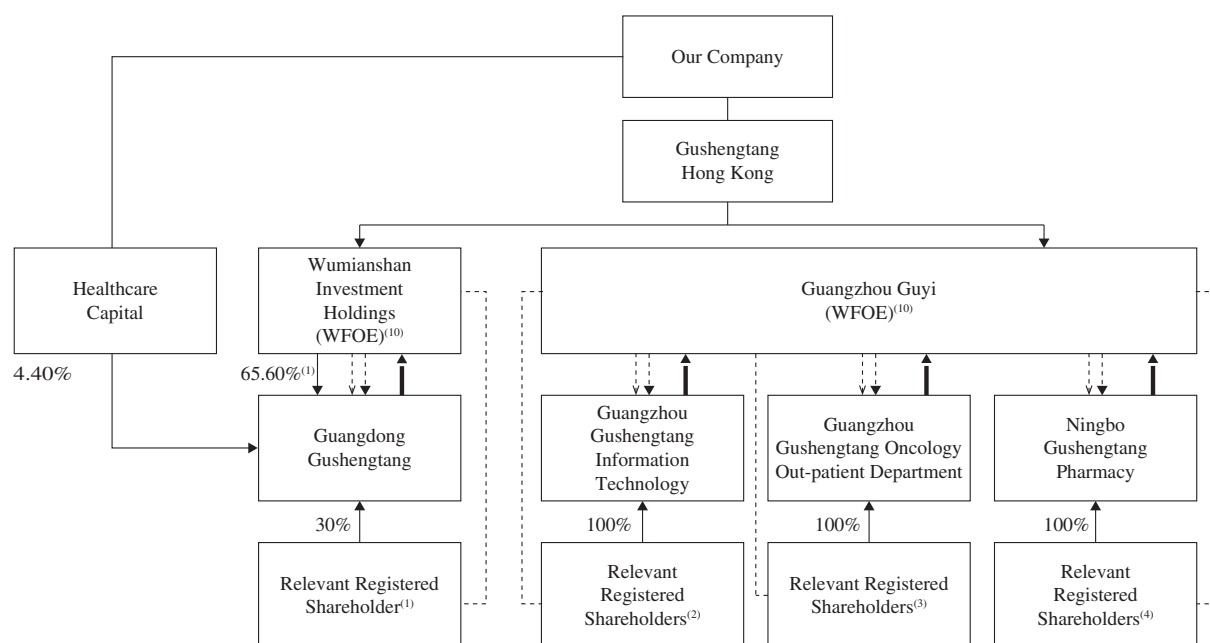 Our Company
Gushengtang
Hong Kong
Healthcare
Capital
Wumianshan
Investment
Holdings
(WFOE)(10)
Guangzhou Guyi
(WFOE)(10)
4.40%
65.60%(1)
Guangdong
Gushengtang
Guangzhou
Gushengtang
Information
Technology
Guangzhou
Gushengtang Oncology
Out-patient Department
Ningbo
Gushengtang
Pharmacy
30%
100%
100%
100%
Relevant Registered
Shareholder(1)
Relevant
Registered
Shareholders(2)
Relevant Registered
Shareholders(3)
Relevant
Registered
Shareholders(4)